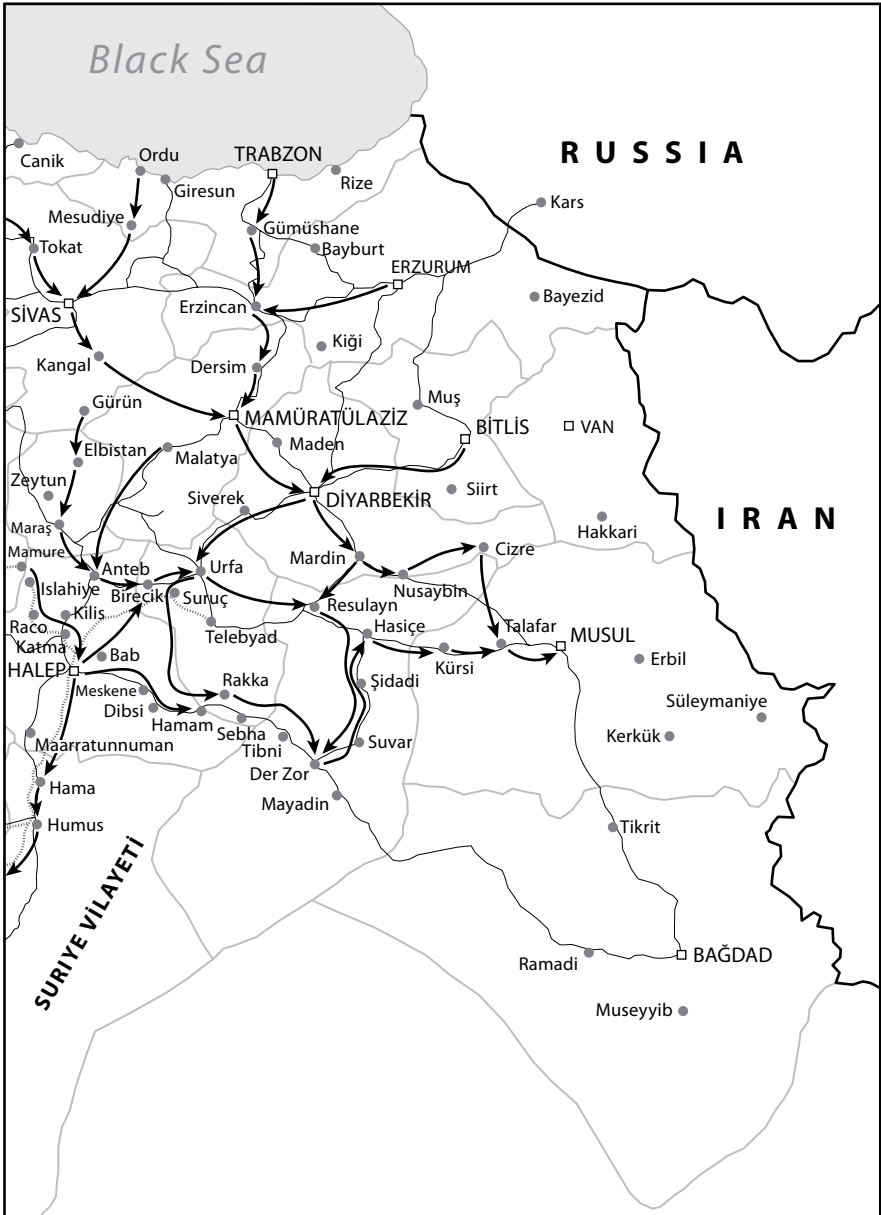 Black Sea
RUSSIA
Canik
Ordu
TRABZON
Giresun
Rize
Kars
Mesudiye
Gümüshane
Tokat
Bayburt
ERZURUM
Bayezid
SİVAS
Erzincan
Kiği
Kangal
Dersim
Gürün
Muş
MAMÜRATÜLAZİZ
BİTLİS
VAN
Elbistan
Malatya
Maden
Zeytun
Siverek
DİYARBEKİR
Siirt
Hakkari
IRAN
Maraş
Mamure
Anteb
Urfa
Mardin
Cizre
Islahiye
Bireçik
Suruç
Nusaybin
Kilis
Resulayn
Raco
Telebyad
Hasiçe
Talafar
Katma
Bab
Kürsi
MUSUL
HALEP
Erbil
Meskene
Rakka
Şidadi
Dibsi
Hamam
Süleymaniye
Sebha
Suvar
Kerkük
Maarratunnuman
Tibni
Der Zor
Hama
Mayadin
Humus
Tikrit
SURIYE VİLAYETİ
Ramadi
BAĞDAD
Museyyib